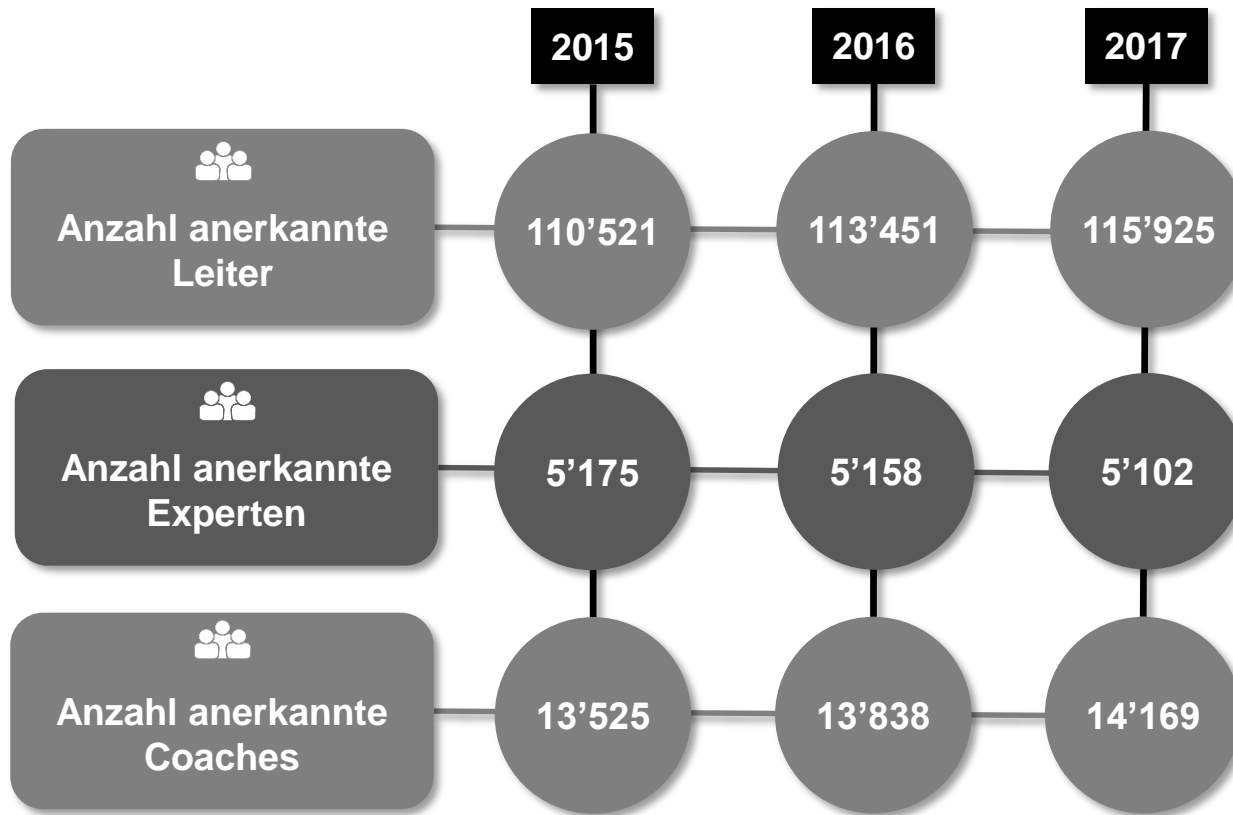 2015 2016 2017
Anzahl anerkannte
Leiter
110’521 113’451 115’925
Anzahl anerkannte
Experten
5’175 5’158 5’102
Anzahl anerkannte
Coaches
13’525 13’838 14’169